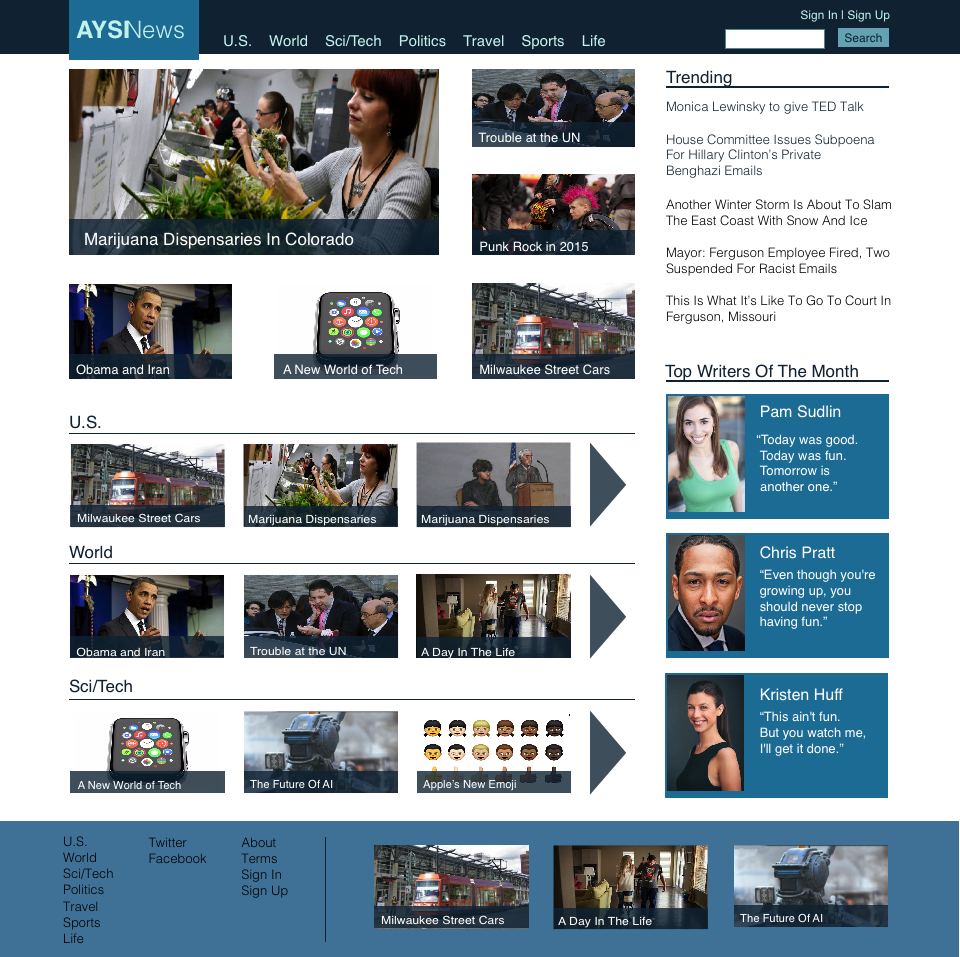 AYSINews
Sign In | Sign Up
U.S. World Sci/Tech Politics Travel Sports Life
Search
Marijuana Dispensaries In Colorado
Trouble at the UN
Punk Rock in 2015
Obama and Iran
A New World of Tech
Milwaukee Street Cars
Trending
Monica Lewinsky to give TED Talk
House Committee Issues Subpoena
For Hillary Clinton's Private
Benghazi Emails
Another Winter Storm Is About To Slam
The East Coast With Snow And Ice
Mayor: Ferguson Employee Fired, Two
Suspended For Racist Emails
This Is What It's Like To Go To Court In
Ferguson, Missouri
U.S.
Milwaukee Street Cars
Marijuana Dispensaries
Marijuana Dispensaries
World
Obama and Iran
Trouble at the UN
A Day In The Life
Sci/Tech
A New World of Tech
The Future Of AI
Apple's New Emoji
Top Writers Of The Month
Pam Sudlin
“Today was good.
Today was fun.
Tomorrow is
another one.”
Chris Pratt
“Even though you're
growing up, you
should never stop
having fun.”
Kristen Huff
“This ain't fun.
But you watch me,
I'll get it done.”
U.S.
World
Sci/Tech
Politics
Travel
Sports
Life
Twitter
Facebook
About
Terms
Sign In
Sign Up
Milwaukee Street Cars
A Day In The Life
The Future Of AI